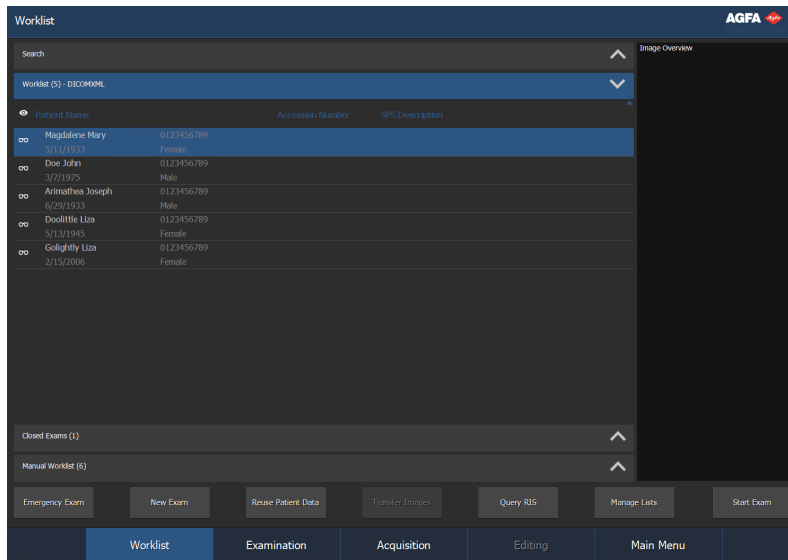 Worklist
AGFA Agfa
Search
Image Overview
Worklist (5) - DICOMXML
Patient Name Accession Number SPS Description
Magdalene Mary 0123456789
5/11/1933 Female
Doe John 0123456789
3/7/1975 Male
Arimathea Joseph 0123456789
6/29/1933 Male
Doolittle Liza 0123456789
5/13/1945 Female
Golightly Liza 0123456789
2/15/2006 Female
Closed Exams (1)
Manual Worklist (6)
Emergency Exam New Exam Reuse Patient Data Transfer Images Query RIS Manage Lists Start Exam
Worklist Examination Acquisition Editing Main Menu